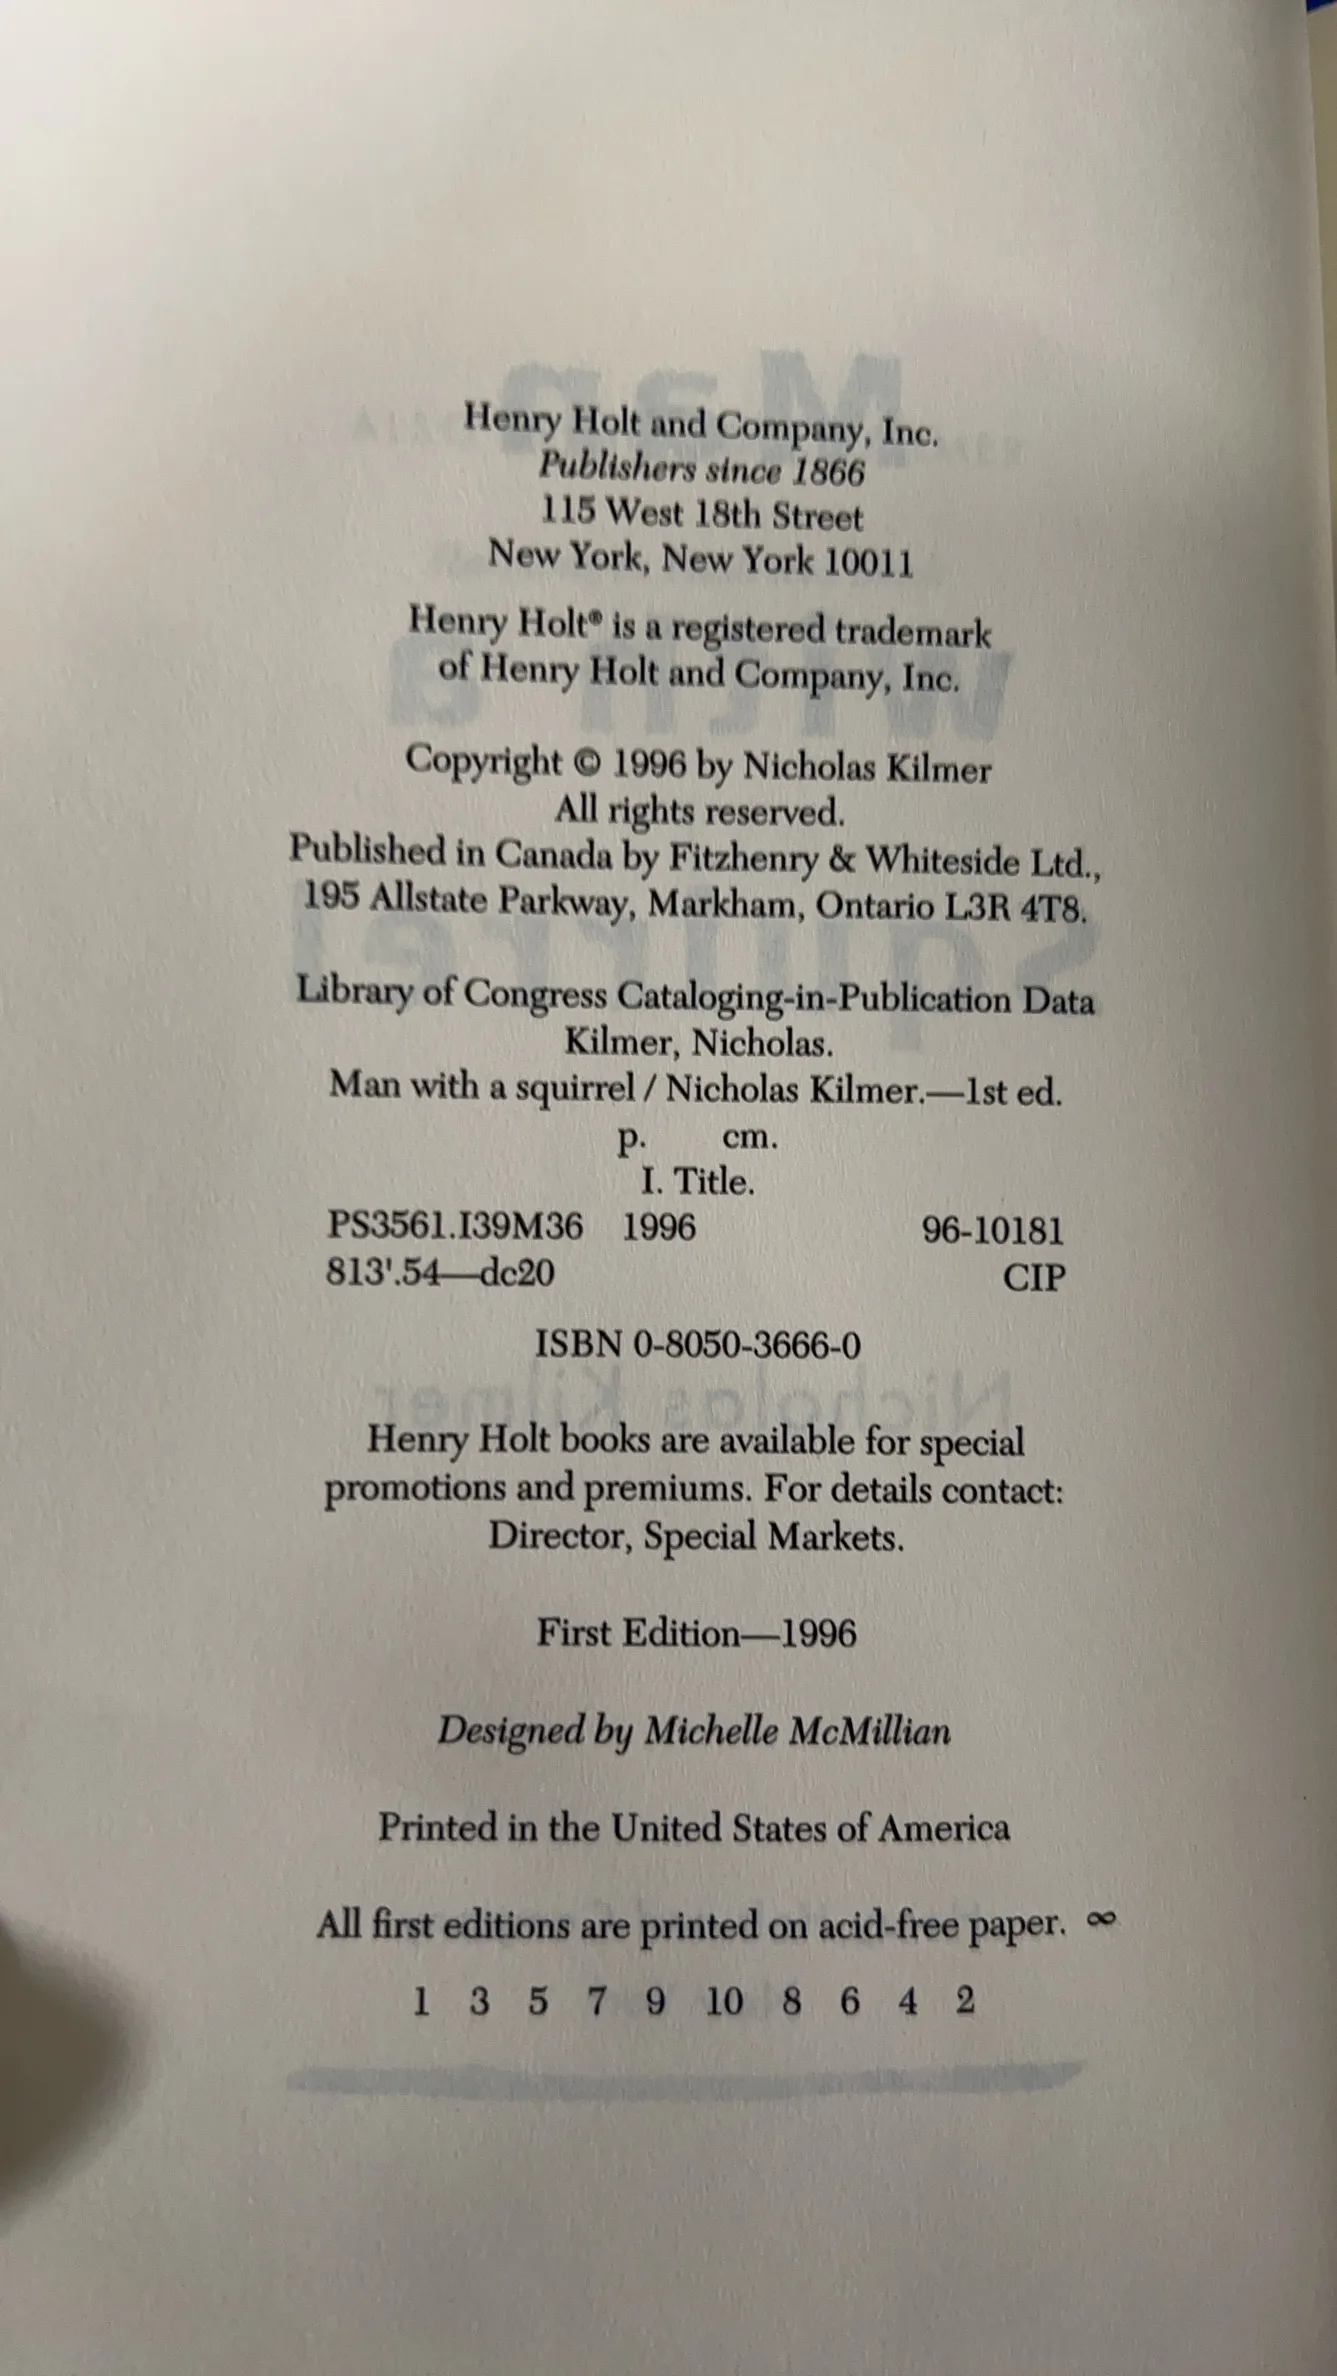 Henry Holt and Company, Inc.
Publishers since 1866
115 West 18th Street
New York, New York 10011
Henry Holt® is a registered trademark
of Henry Holt and Company, Inc.
Copyright © 1996 by Nicholas Kilmer
All rights reserved.
Published in Canada by Fitzhenry & Whiteside Ltd.,
195 Allstate Parkway, Markham, Ontario L3R 4T8.
Library of Congress Cataloging-in-Publication Data
Kilmer, Nicholas.
Man with a squirrel / Nicholas Kilmer.—1st ed.
p. cm.
I. Title.
PS3561.I39M36 1996 96-10181
813'.54—dc20 CIP
ISBN 0-8050-3666-0
Henry Holt books are available for special
promotions and premiums. For details contact:
Director, Special Markets.
First Edition—1996
Designed by Michelle McMillian
Printed in the United States of America
All first editions are printed on acid-free paper. ∞
1 3 5 7 9 10 8 6 4 2